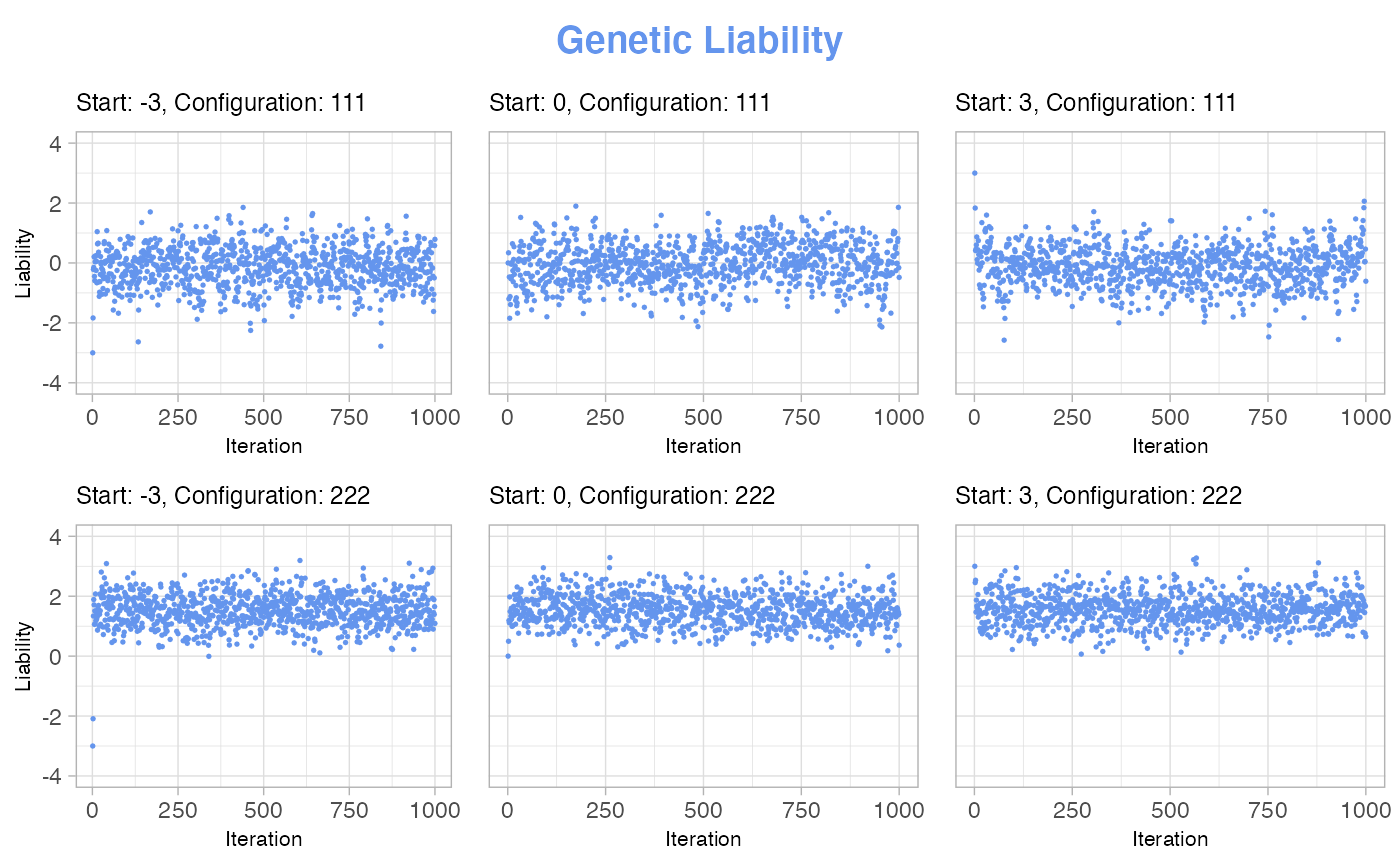 Genetic Liability
Start: -3, Configuration: 111
Start: 0, Configuration: 111
Start: 3, Configuration: 111
Liability
4
2
0
-2
-4
0 250 500 750 1000
0 250 500 750 1000
0 250 500 750 1000
Iteration
Iteration
Iteration
Start: -3, Configuration: 222
Start: 0, Configuration: 222
Start: 3, Configuration: 222
Liability
4
2
0
-2
-4
0 250 500 750 1000
0 250 500 750 1000
0 250 500 750 1000
Iteration
Iteration
Iteration